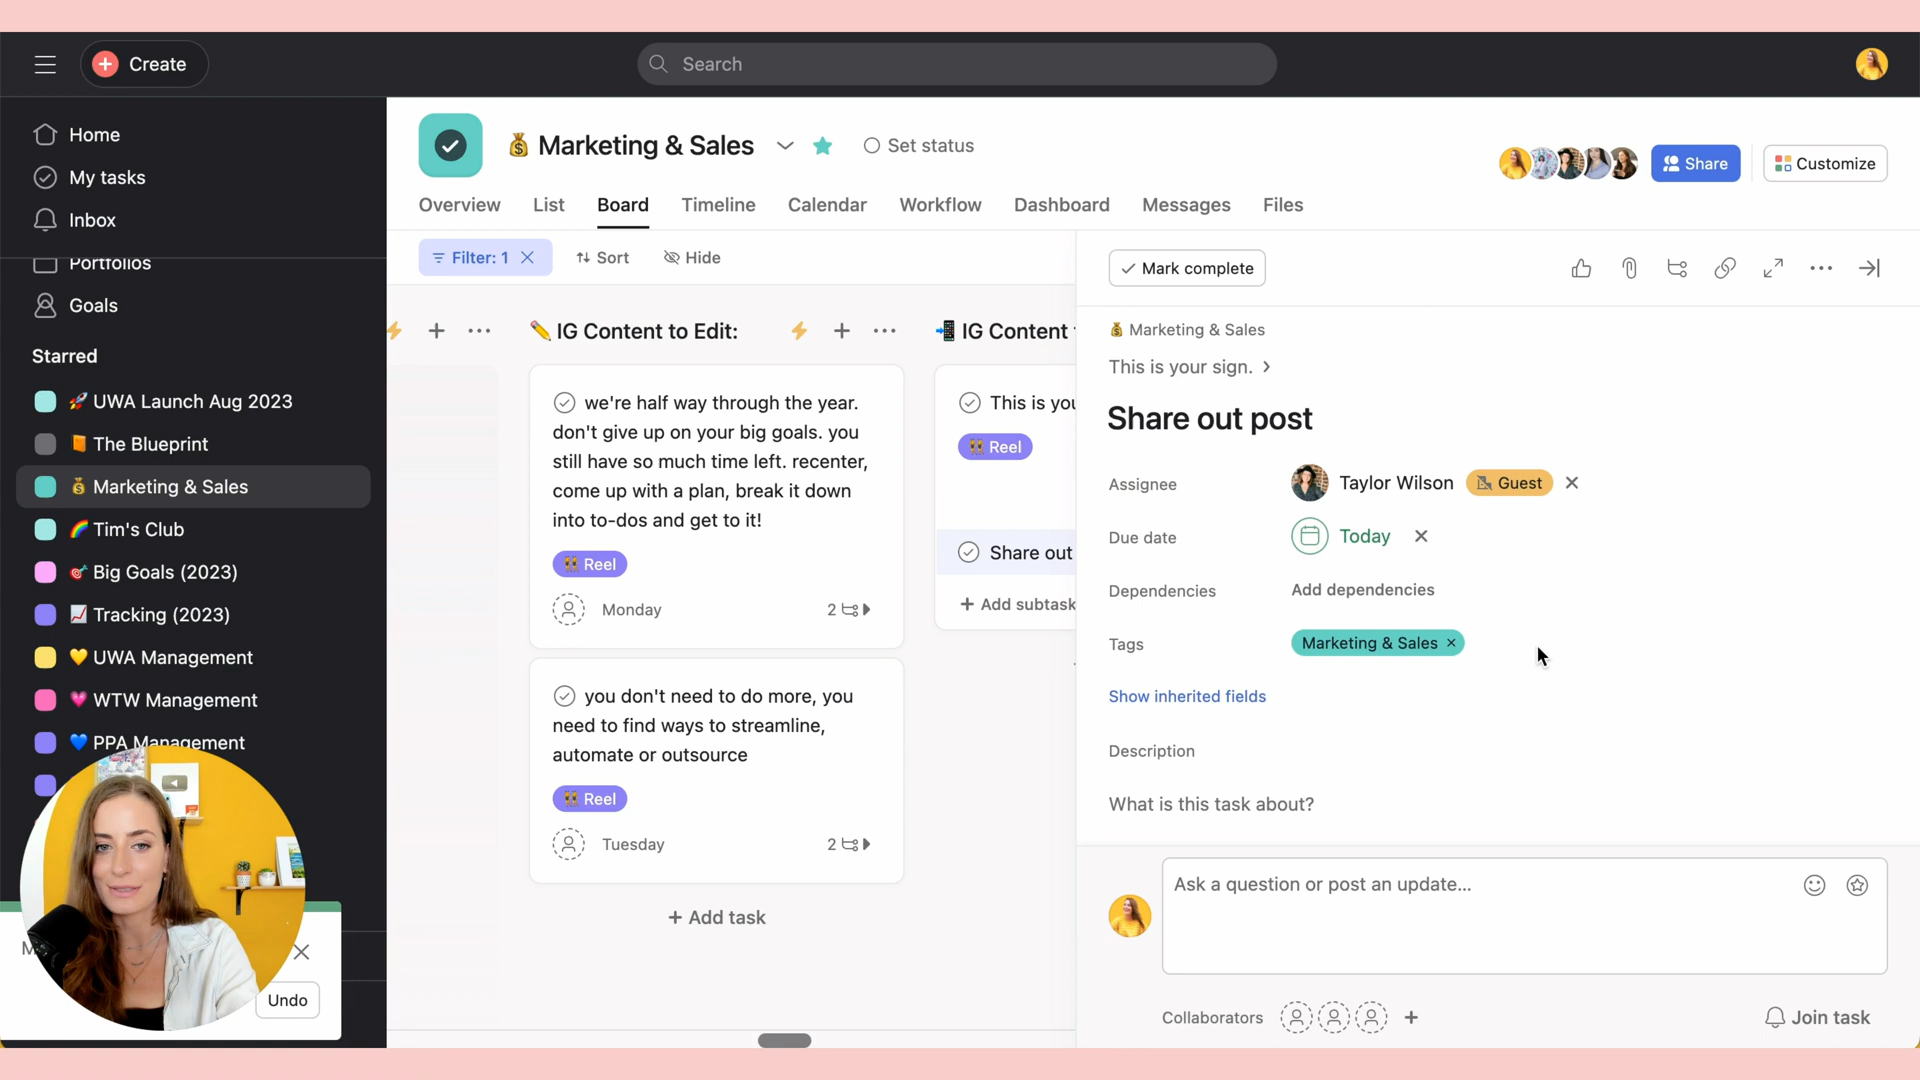 Create
Search
Home
My tasks
Inbox
Portfolios
Goals
Starred
UWA Launch Aug 2023
The Blueprint
Marketing & Sales
Tim's Club
Big Goals (2023)
Tracking (2023)
UWA Management
WTW Management
PPA Management
Undo
Marketing & Sales
Set status
Share
Customize
Overview
List
Board
Timeline
Calendar
Workflow
Dashboard
Messages
Files
Filter: 1
Sort
Hide
IG Content to Edit:
we're half way through the year.
don't give up on your big goals. you
still have so much time left. recenter,
come up with a plan, break it down
into to-dos and get to it!
Reel
Monday
2
you don't need to do more, you
need to find ways to streamline,
automate or outsource
Reel
Tuesday
2
+ Add task
IG Content
This is you
Reel
Share out
+ Add subtask
Mark complete
Marketing & Sales
This is your sign. ›
Share out post
Assignee
Taylor Wilson
Guest
Due date
Today
Dependencies
Add dependencies
Tags
Marketing & Sales ×
Show inherited fields
Description
What is this task about?
Ask a question or post an update...
Collaborators
Join task